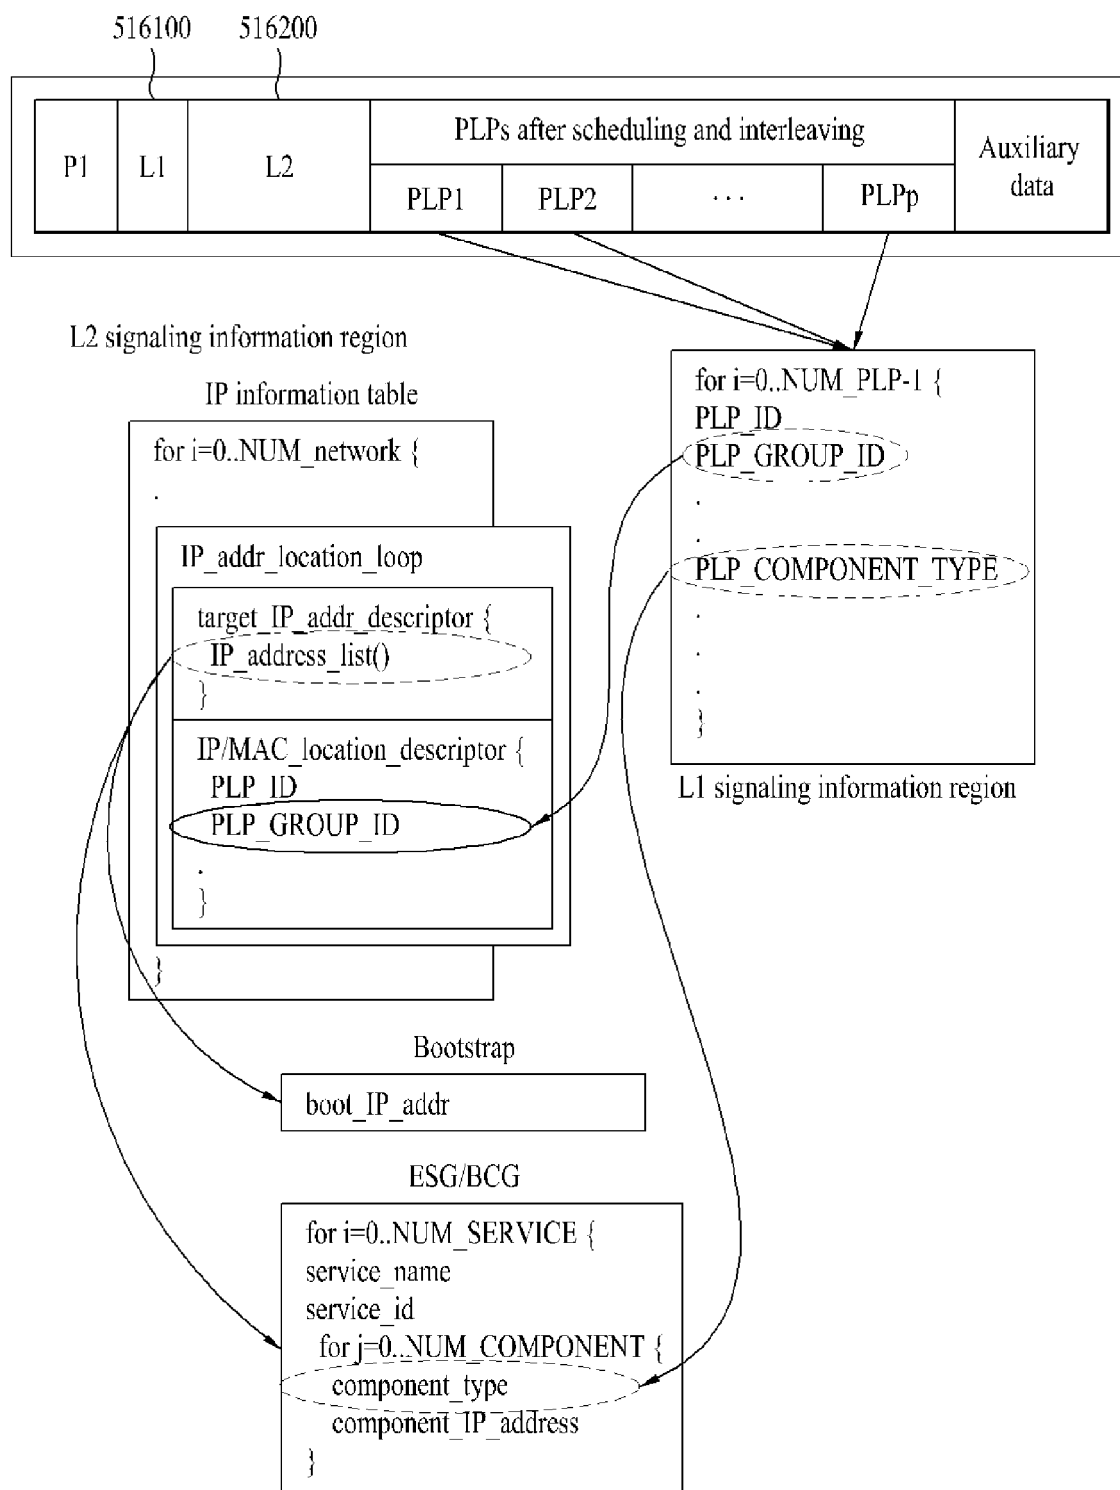 516100 516200
P1 L1 L2 PLPs after scheduling and interleaving Auxiliary data
PLP1 PLP2 ... PLPp
L2 signaling information region
IP information table
for i=0..NUM_network {
.
IP_addr_location_loop
target_IP_addr_descriptor {
IP_address_list()
}
IP/MAC_location_descriptor {
PLP_ID
PLP_GROUP_ID
.
}
}
for i=0..NUM_PLP-1 {
PLP_ID
PLP_GROUP_ID
.
.
PLP_COMPONENT_TYPE
.
.
.
}
L1 signaling information region
Bootstrap
boot_IP_addr
ESG/BCG
for i=0..NUM_SERVICE {
service_name
service_id
for j=0..NUM_COMPONENT {
component_type
component_IP_address
}